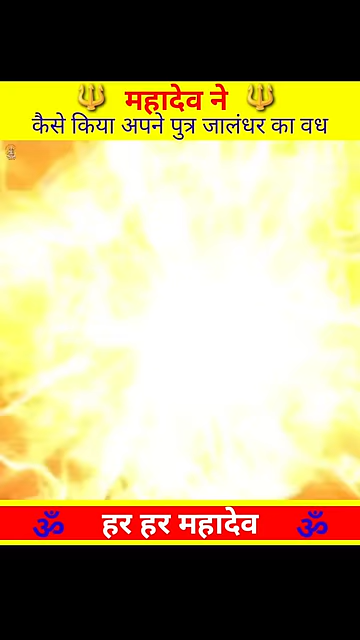 🔱 महादेव ने 🔱
कैसे किया अपने पुत्र जालंधर का वध
ॐ हर हर महादेव ॐ